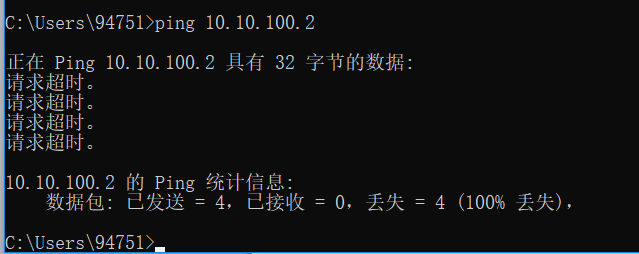 C:\Users\94751>ping 10.10.100.2
正在 Ping 10.10.100.2 具有 32 字节的数据:
请求超时。
请求超时。
请求超时。
请求超时。
10.10.100.2 的 Ping 统计信息:
数据包: 已发送 = 4，已接收 = 0，丢失 = 4 (100% 丢失)，
C:\Users\94751>